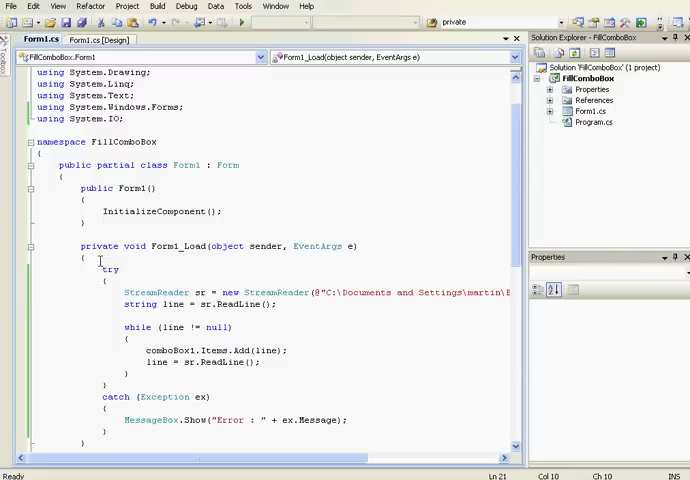 File Edit View Refactor Project Build Debug Data Tools Window Help
private
Form1.cs Form1.cs [Design]
FillComboBox.Form1
Form1_Load(object sender, EventArgs e)
using System.Drawing;
using System.Linq;
using System.Text;
using System.Windows.Forms;
using System.IO;
namespace FillComboBox
{
public partial class Form1 : Form
{
public Form1()
{
InitializeComponent();
}
private void Form1_Load(object sender, EventArgs e)
{
try
{
StreamReader sr = new StreamReader(@"C:\Documents and Settings\martin\
string line = sr.ReadLine();
while (line != null)
{
comboBox1.Items.Add(line);
line = sr.ReadLine();
}
}
catch (Exception ex)
{
MessageBox.Show("Error : " + ex.Message);
}
}
Toolbox
Solution Explorer - FillComboBox
Solution 'FillComboBox' (1 project)
FillComboBox
Properties
References
Form1.cs
Program.cs
Properties
Ready
Ln 21 Col 10 Ch 10 INS